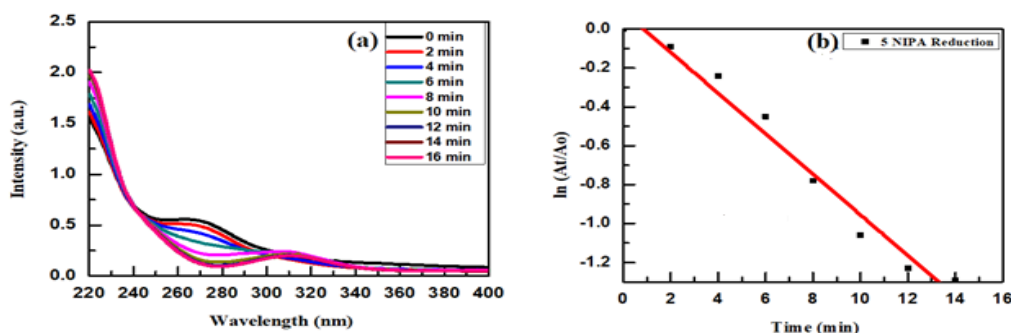 2.5
2.0
1.5
1.0
0.5
0.0
Intensity (a.u.)
(a)
0 min
2 min
4 min
6 min
8 min
10 min
12 min
14 min
16 min
220 240 260 280 300 320 340 360 380 400
Wavelength (nm)
0.0
-0.2
-0.4
-0.6
-0.8
-1.0
-1.2
ln (At/Ao)
(b)
5 NIPA Reduction
0 2 4 6 8 10 12 14 16
Time (min)